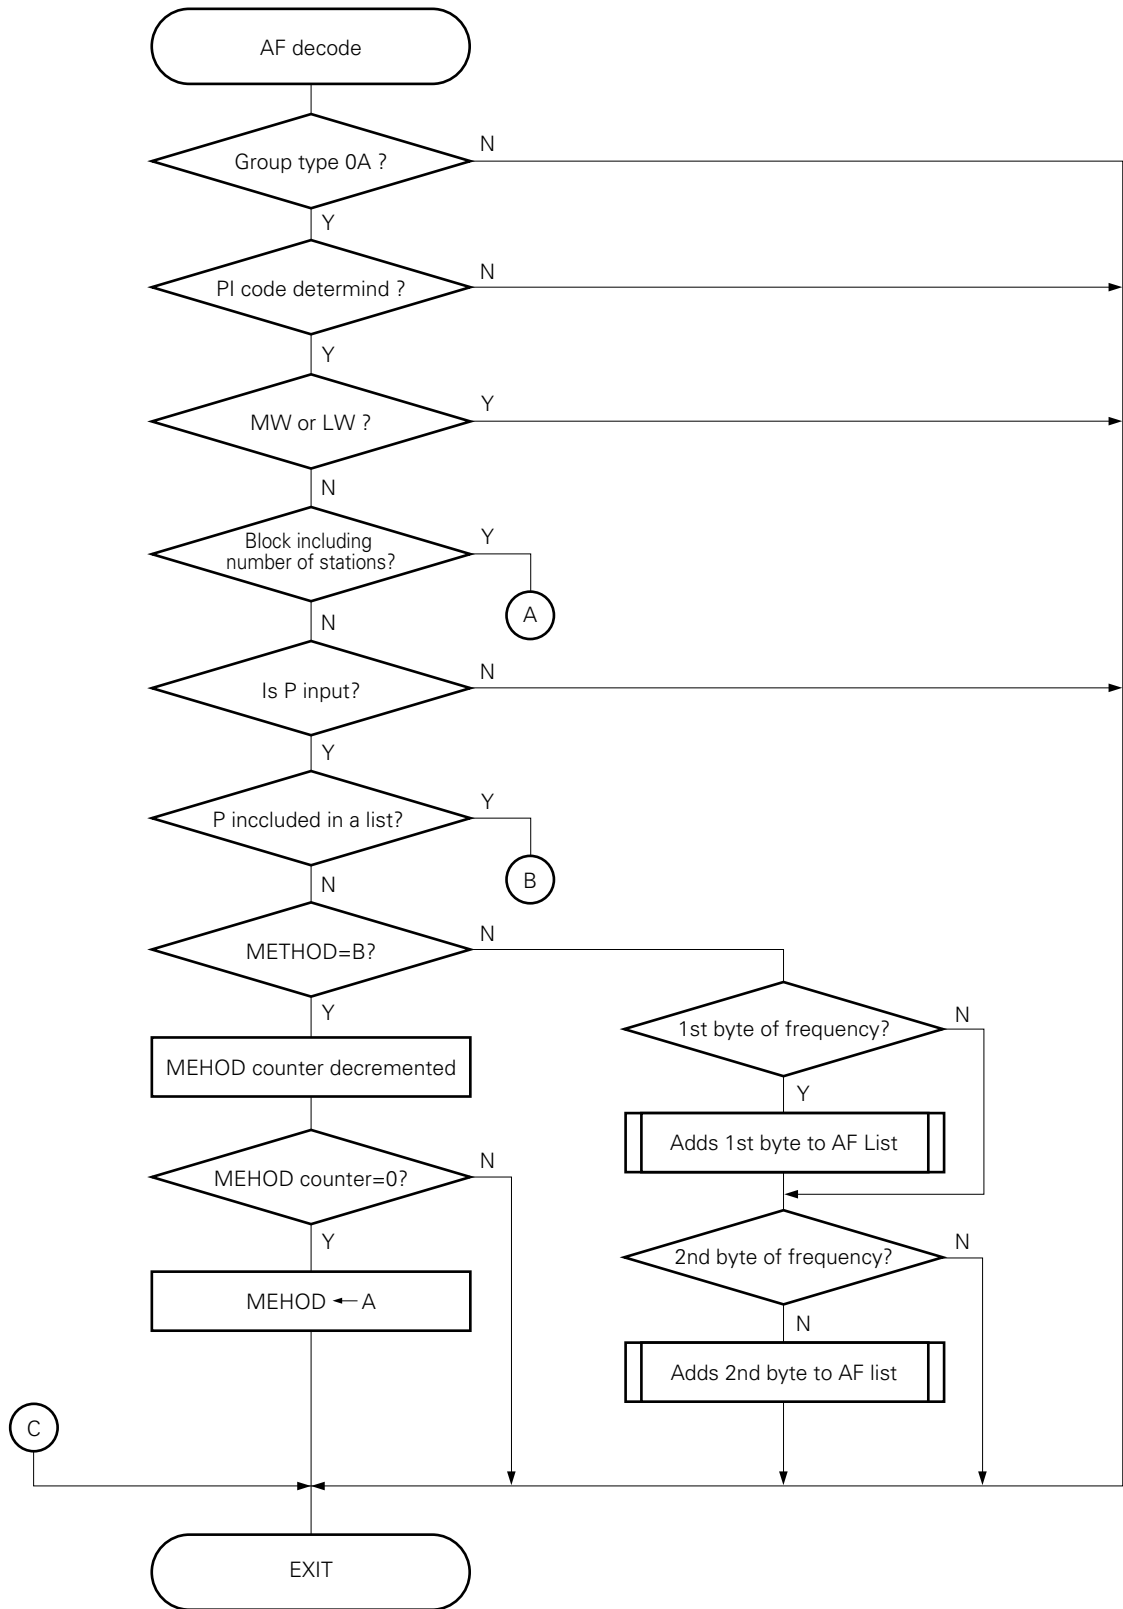 AF decode
Group type 0A ?
N
Y
PI code determind ?
N
Y
MW or LW ?
Y
N
Block including
number of stations?
Y
A
N
Is P input?
N
Y
P inccluded in a list?
Y
B
N
METHOD=B?
N
Y
1st byte of frequency?
N
Y
MEHOD counter decremented
Adds 1st byte to AF List
MEHOD counter=0?
N
Y
2nd byte of frequency?
N
N
MEHOD ← A
Adds 2nd byte to AF list
C
EXIT